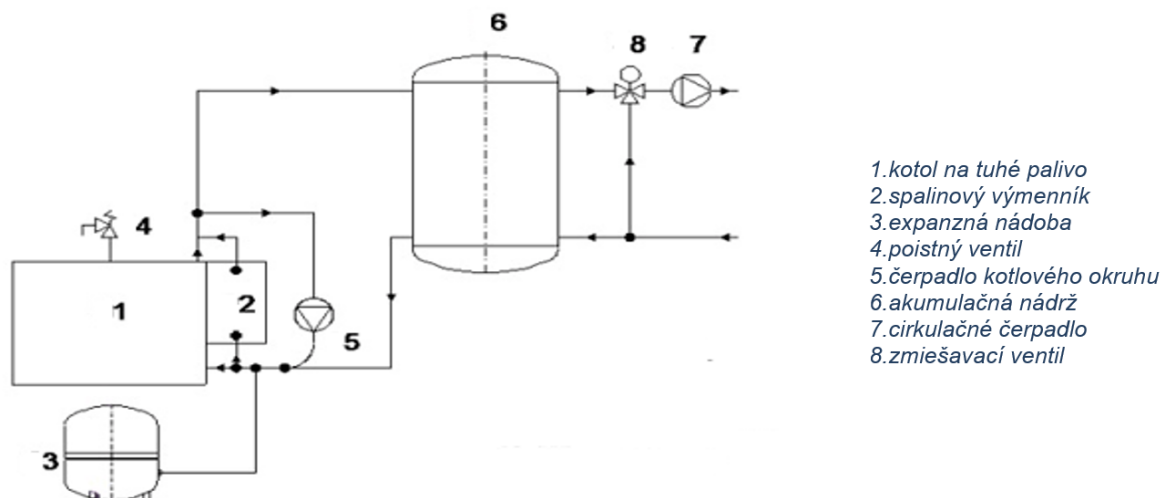 6
8
7
4
1
2
5
3
1.kotol na tuhé palivo
2.spalinový výmenník
3.expanzná nádoba
4.poistný ventil
5.čerpadlo kotlového okruhu
6.akumulačná nádrž
7.cirkulačné čerpadlo
8.zmiešavací ventil